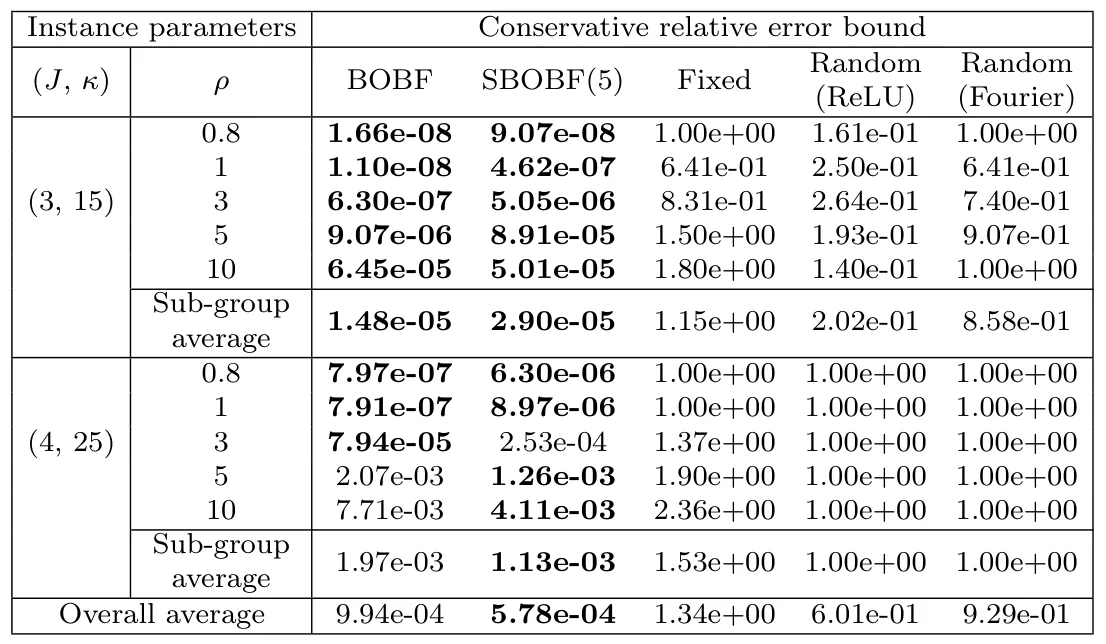 Instance parameters Conservative relative error bound
(J, κ) ρ BOBF SBOBF(5) Fixed Random (ReLU) Random (Fourier)
0.8 1.66e-08 9.07e-08 1.00e+00 1.61e-01 1.00e+00
1 1.10e-08 4.62e-07 6.41e-01 2.50e-01 6.41e-01
(3, 15) 3 6.30e-07 5.05e-06 8.31e-01 2.64e-01 7.40e-01
5 9.07e-06 8.91e-05 1.50e+00 1.93e-01 9.07e-01
10 6.45e-05 5.01e-05 1.80e+00 1.40e-01 1.00e+00
Sub-group average 1.48e-05 2.90e-05 1.15e+00 2.02e-01 8.58e-01
0.8 7.97e-07 6.30e-06 1.00e+00 1.00e+00 1.00e+00
1 7.91e-07 8.97e-06 1.00e+00 1.00e+00 1.00e+00
(4, 25) 3 7.94e-05 2.53e-04 1.37e+00 1.00e+00 1.00e+00
5 2.07e-03 1.26e-03 1.90e+00 1.00e+00 1.00e+00
10 7.71e-03 4.11e-03 2.36e+00 1.00e+00 1.00e+00
Sub-group average 1.97e-03 1.13e-03 1.53e+00 1.00e+00 1.00e+00
Overall average 9.94e-04 5.78e-04 1.34e+00 6.01e-01 9.29e-01